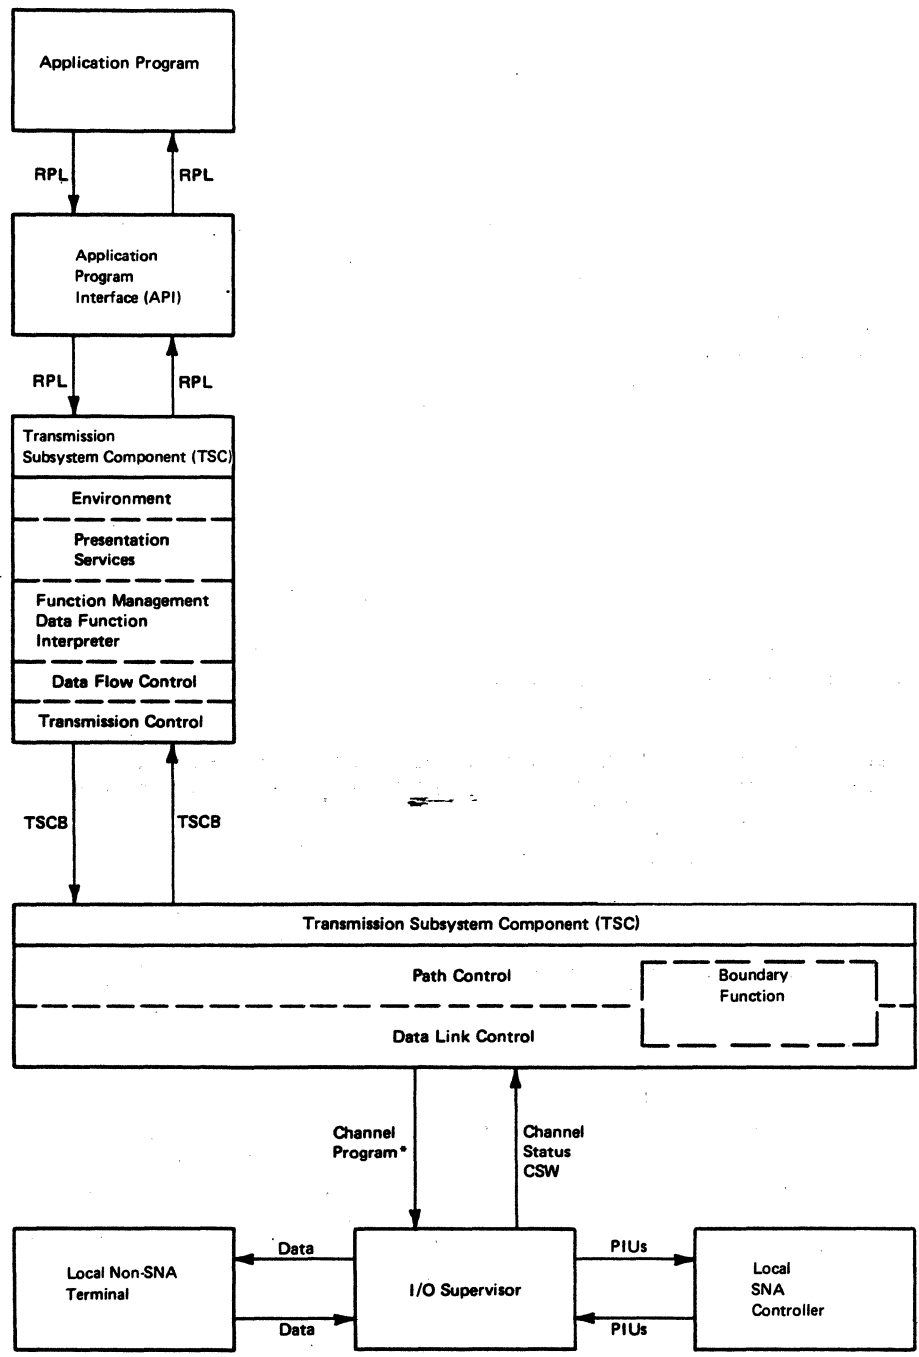 Application Program
RPL
RPL
Application
Program
Interface (API)
RPL
RPL
Transmission
Subsystem Component (TSC)
Environment
Presentation
Services
Function Management
Data Function
Interpreter
Data Flow Control
Transmission Control
TSCB
TSCB
Transmission Subsystem Component (TSC)
Path Control
Boundary
Function
Data Link Control
Channel
Program*
Channel
Status
CSW
Local Non-SNA
Terminal
Data
Data
I/O Supervisor
PIUs
PIUs
Local
SNA
Controller